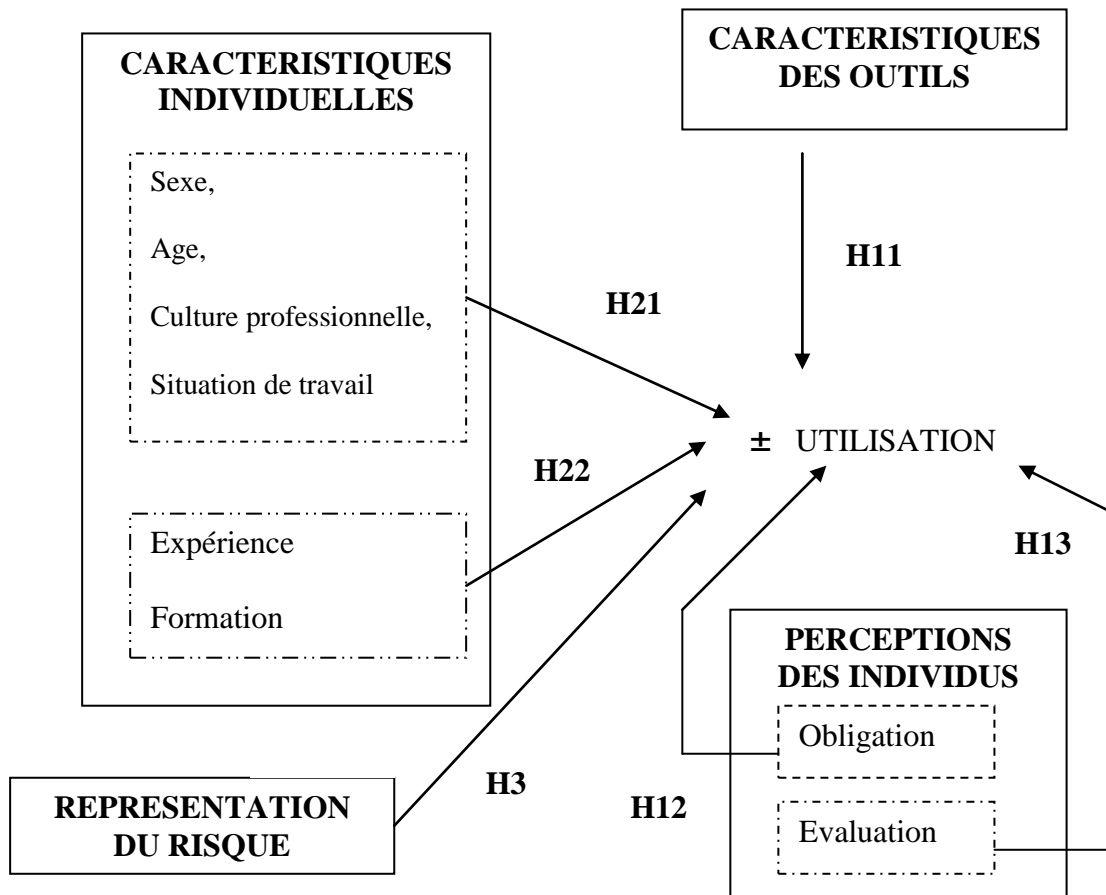 CARACTERISTIQUES
INDIVIDUELLES
Sexe,
Age,
Culture professionnelle,
Situation de travail
Expérience
Formation
CARACTERISTIQUES
DES OUTILS
H11
H21
± UTILISATION
H22
H13
PERCEPTIONS
DES INDIVIDUS
Obligation
Evaluation
H12
H3
REPRESENTATION
DU RISQUE